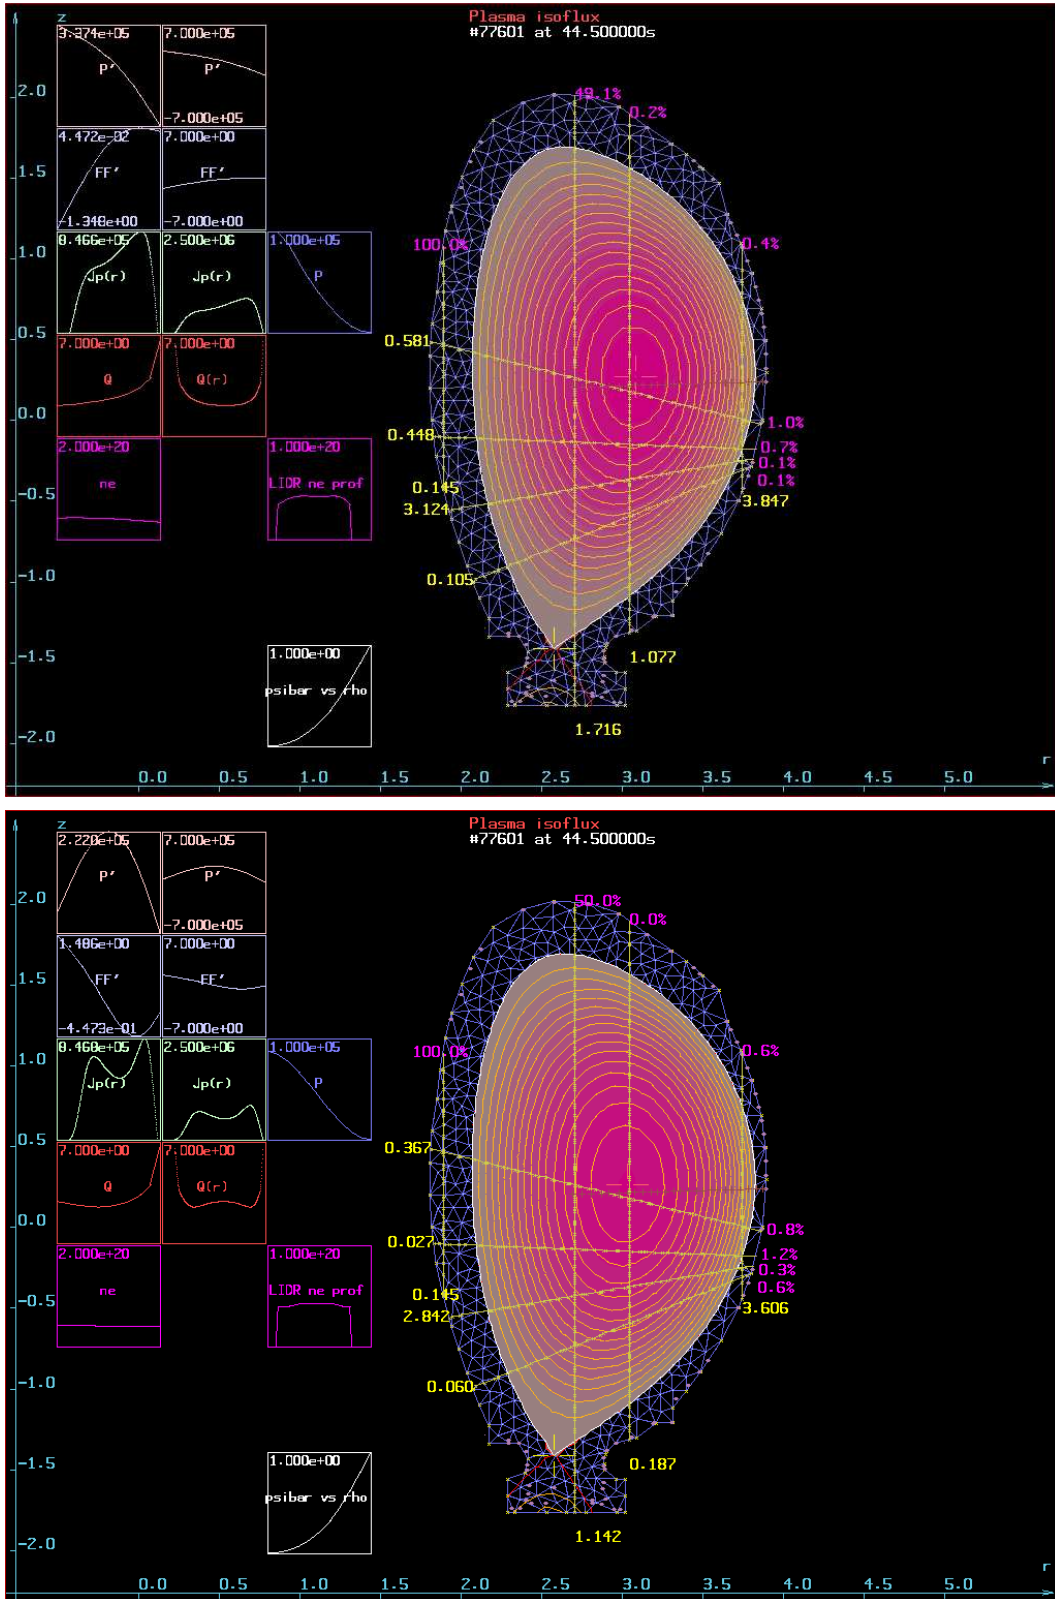 z
Plasma isoflux
#77601 at 44.500000s
3.374e+05
7.000e+05
P'
P'
-7.000e+05
2.0
49.1%
0.2%
4.472e-02
7.000e+00
FF'
FF'
-1.348e+00
-7.000e+00
1.5
8.466e+05
2.500e+06
1.000e+05
Jp(r)
Jp(r)
P
1.0
100.0%
0.4%
0.5
7.000e+00
7.000e+00
Q
Q(r)
0.581
0.0
1.0%
2.000e+20
1.000e+20
ne
LIDR ne prof
0.448
0.7%
0.1%
0.1%
-0.5
0.145
3.124
3.847
-1.0
0.105
-1.5
1.000e+00
psibar vs rho
1.077
1.716
-2.0
r
0.0 0.5 1.0 1.5 2.0 2.5 3.0 3.5 4.0 4.5 5.0
z
Plasma isoflux
#77601 at 44.500000s
2.220e+05
7.000e+05
P'
P'
-7.000e+05
2.0
50.0%
0.0%
1.486e+00
7.000e+00
FF'
FF'
-4.473e-01
-7.000e+00
1.5
8.460e+05
2.500e+06
1.000e+05
Jp(r)
Jp(r)
P
1.0
100.0%
0.6%
0.5
7.000e+00
7.000e+00
Q
Q(r)
0.367
0.0
0.8%
2.000e+20
1.000e+20
ne
LIDR ne prof
0.027
1.2%
0.3%
0.6%
-0.5
0.145
2.842
3.606
-1.0
0.060
-1.5
1.000e+00
psibar vs rho
0.187
1.142
-2.0
r
0.0 0.5 1.0 1.5 2.0 2.5 3.0 3.5 4.0 4.5 5.0